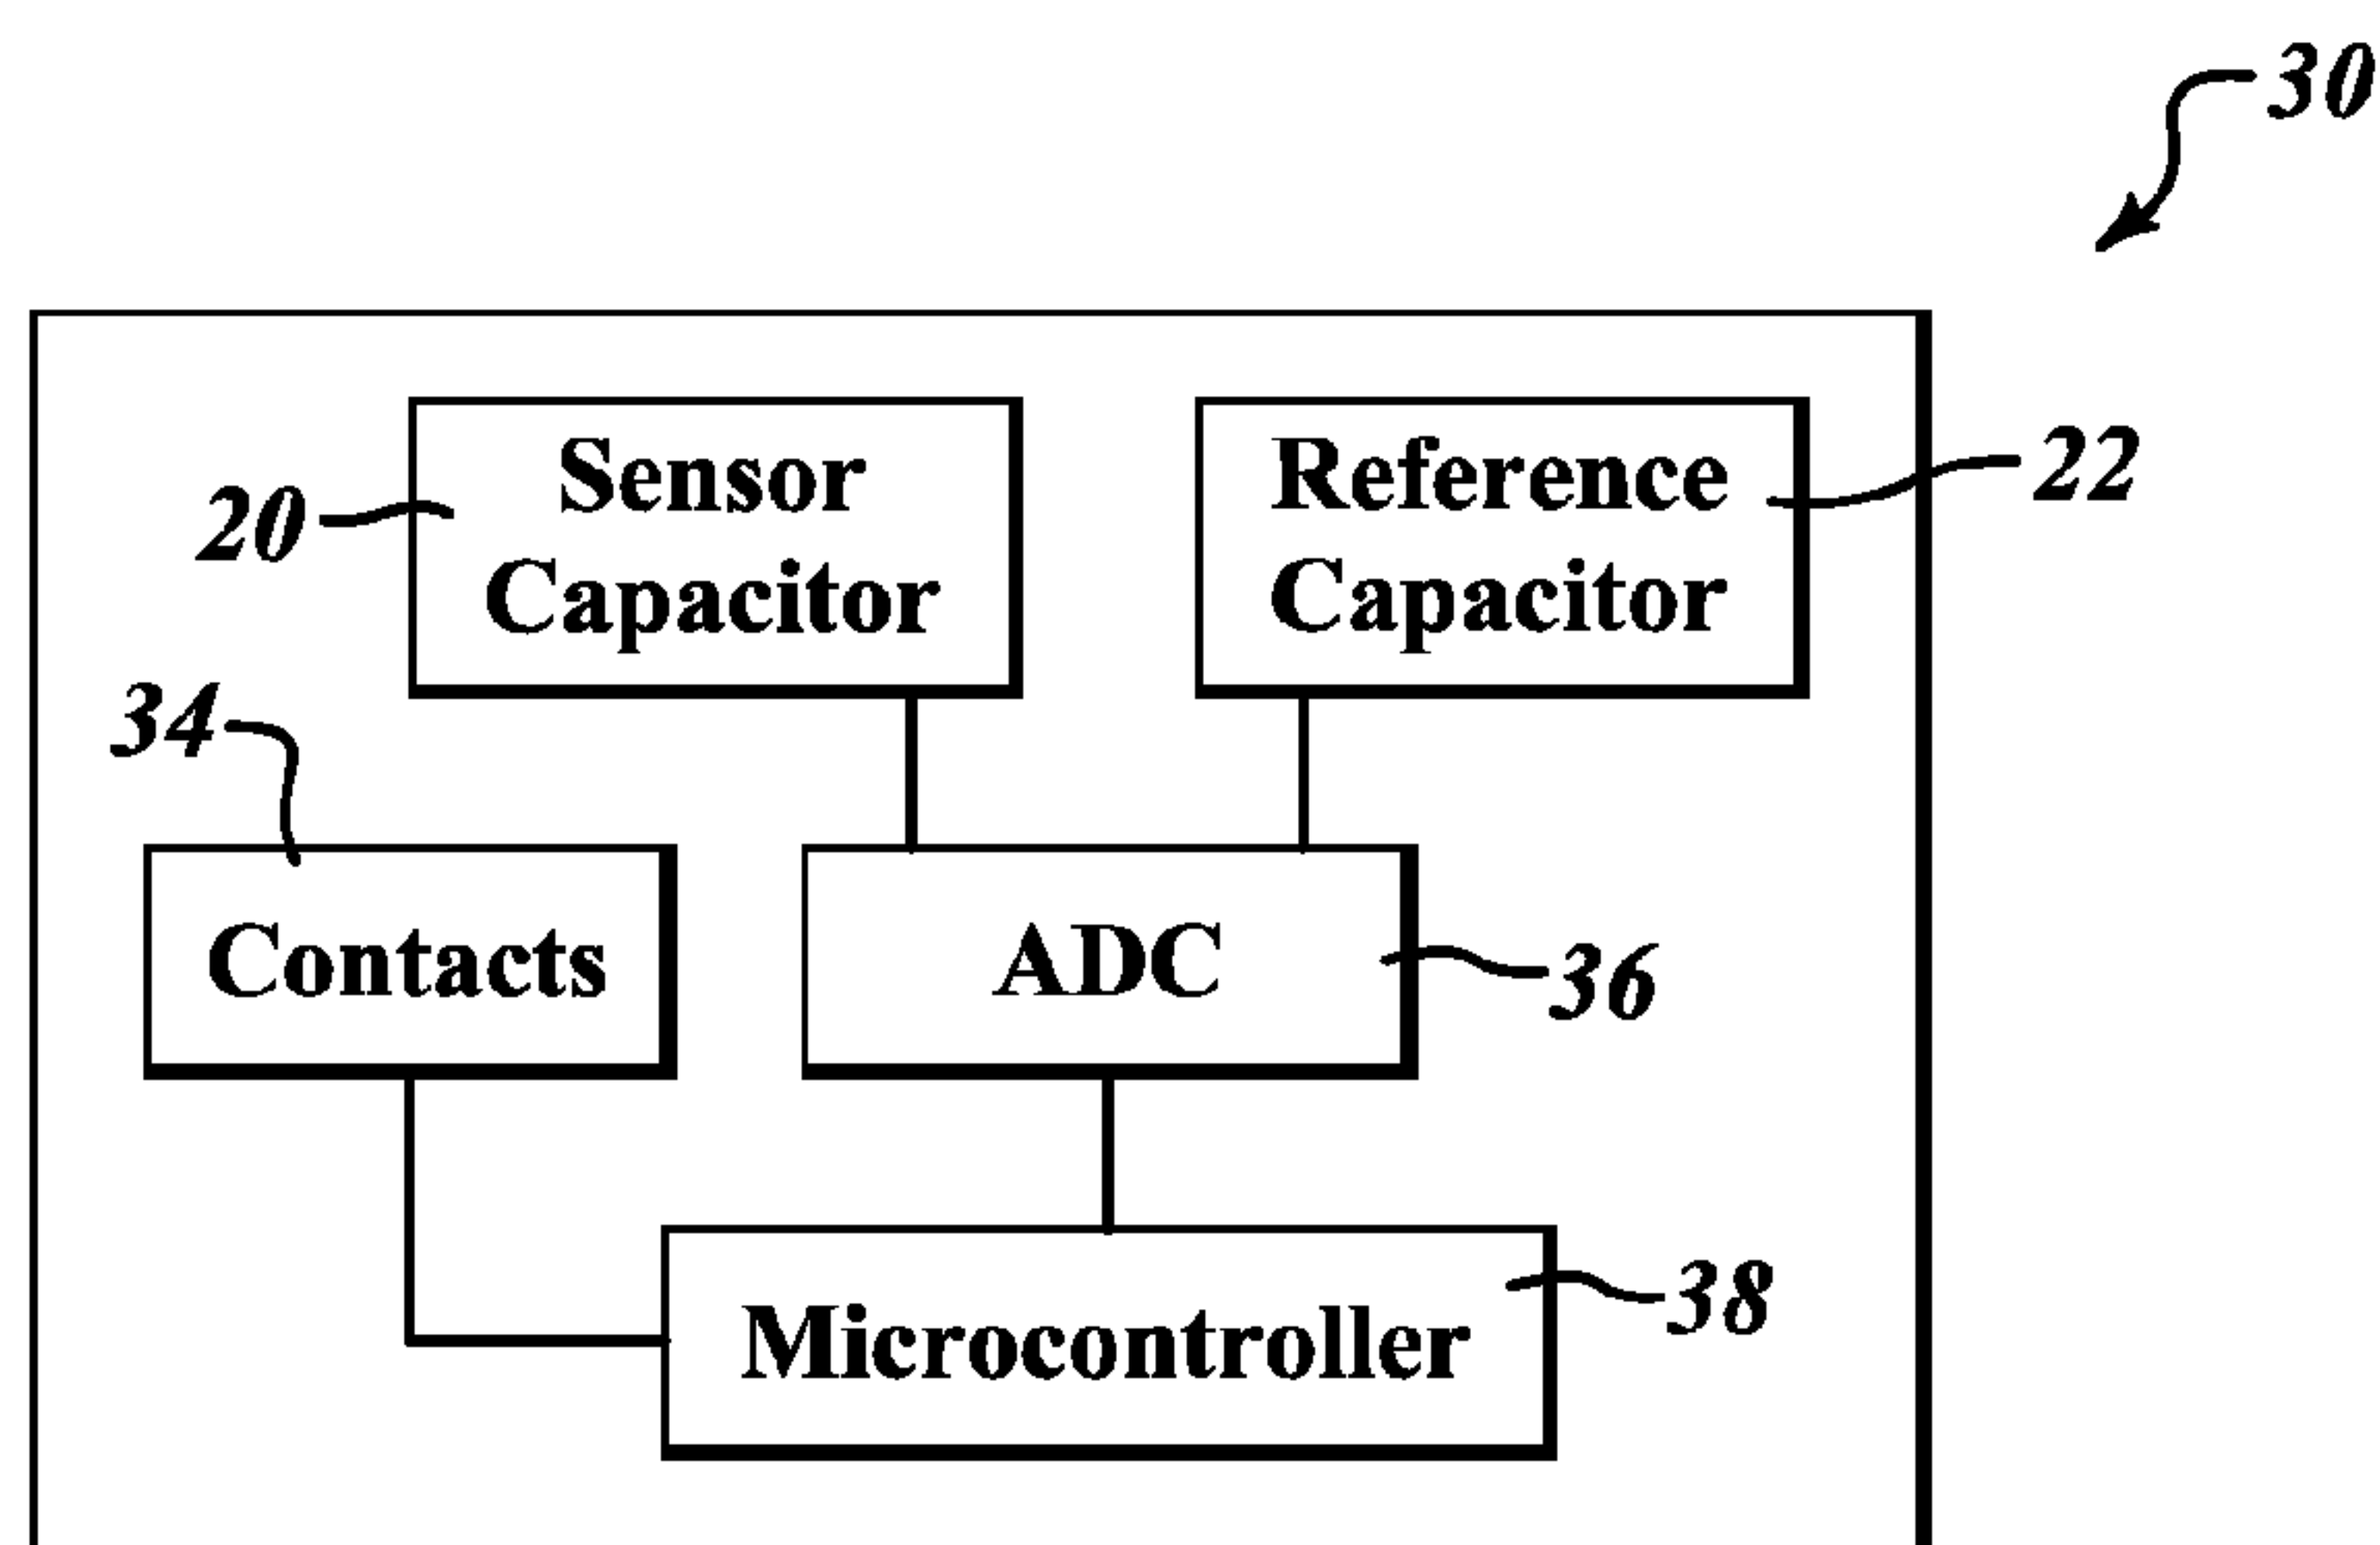 30
Sensor
Capacitor
20
Reference
Capacitor
22
34
Contacts
ADC
36
Microcontroller
38